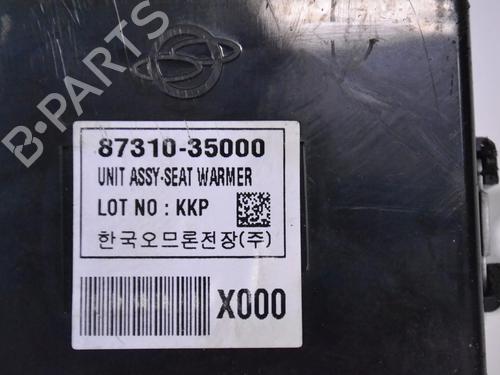 B-PARTS
87310-35000
UNIT ASSY-SEAT WARMER
LOT NO : KKP
한국오므론전장(주)
X000